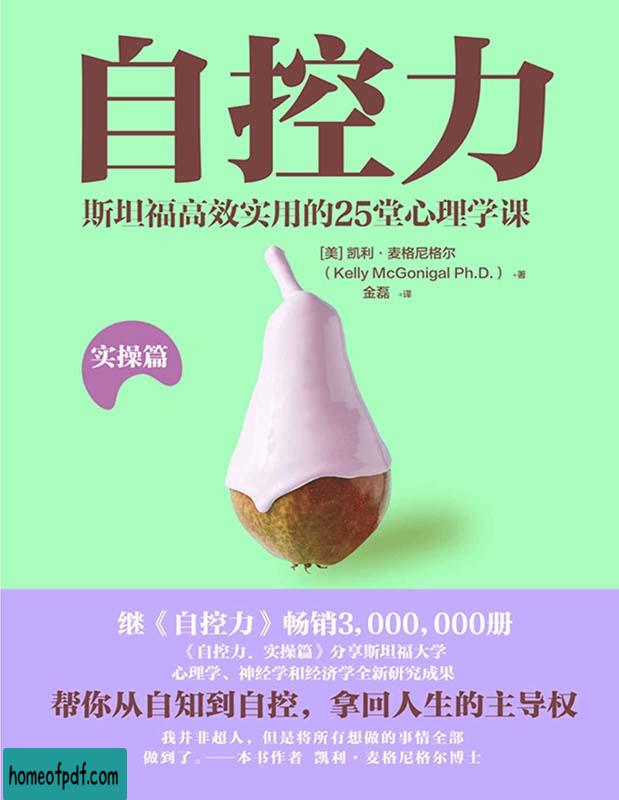 自控力
斯坦福高效实用的25堂心理学课
[美] 凯利·麦格尼格尔
（Kelly McGonigal Ph.D.） +著
金磊 +译
实操篇
继《自控力》畅销3,000,000册
《自控力．实操篇》分享斯坦福大学
心理学、神经学和经济学全新研究成果
帮你从自知到自控，拿回人生的主导权
我并非超人，但是将所有想做的事情全部
做到了。——本书作者 凯利·麦格尼格尔博士
homeofpdf.com